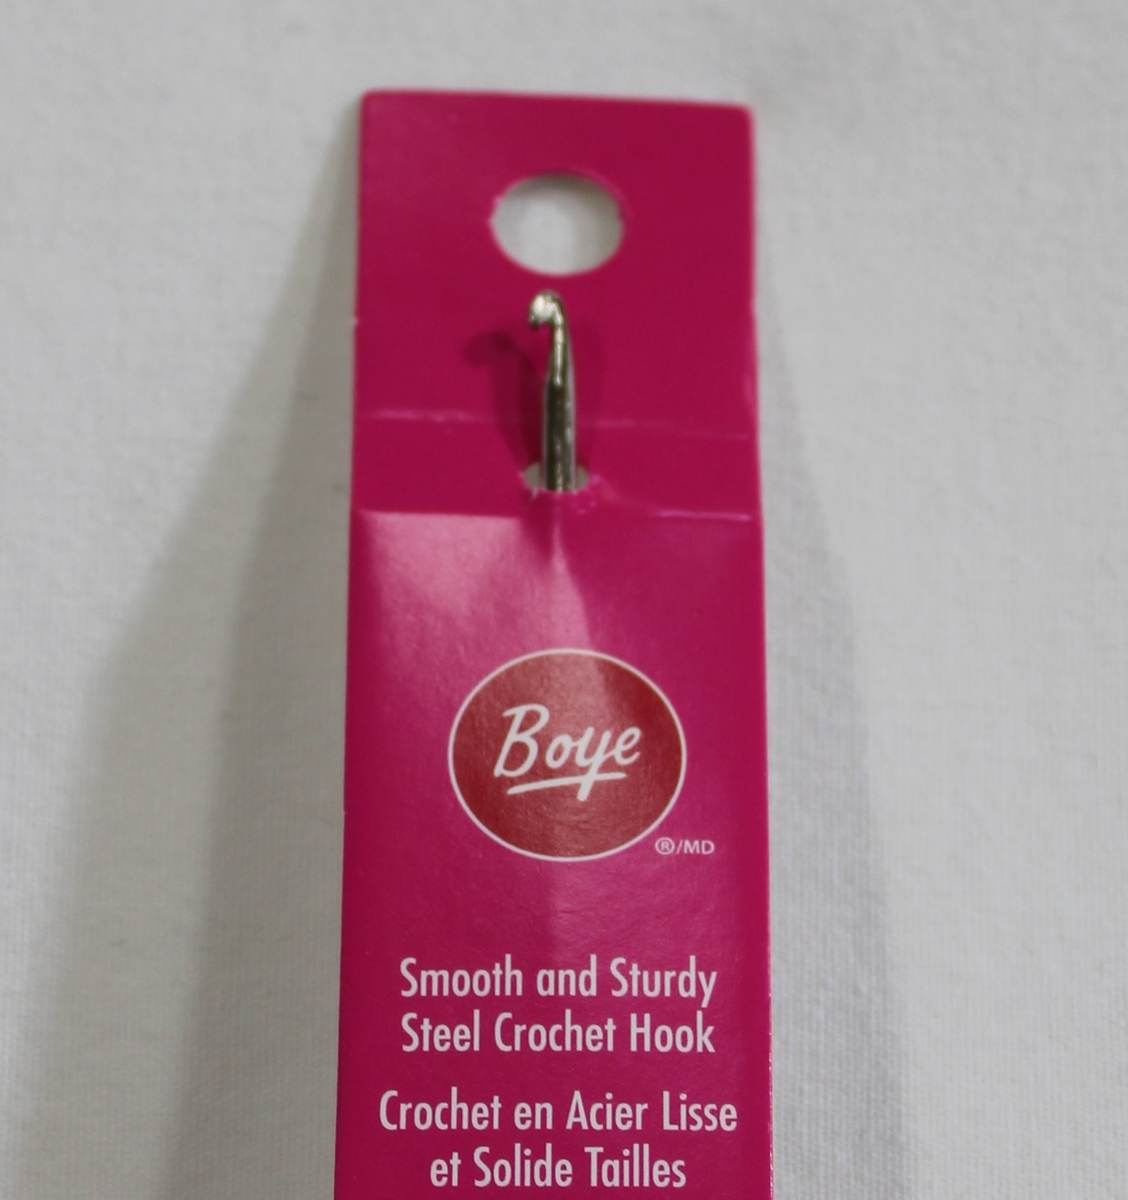 Boye
®/MD
Smooth and Sturdy
Steel Crochet Hook
Crochet en Acier Lisse
et Solide Tailles